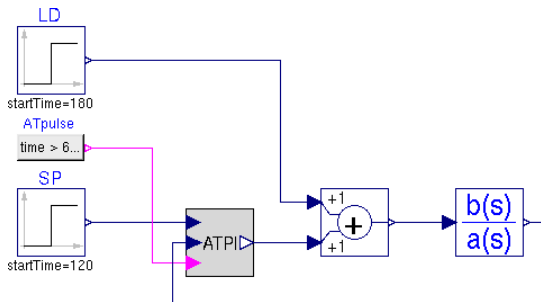 LD
startTime=180
ATpulse
time > 6...
SP
startTime=120
ATPI
+1
+
+1
b(s)
a(s)